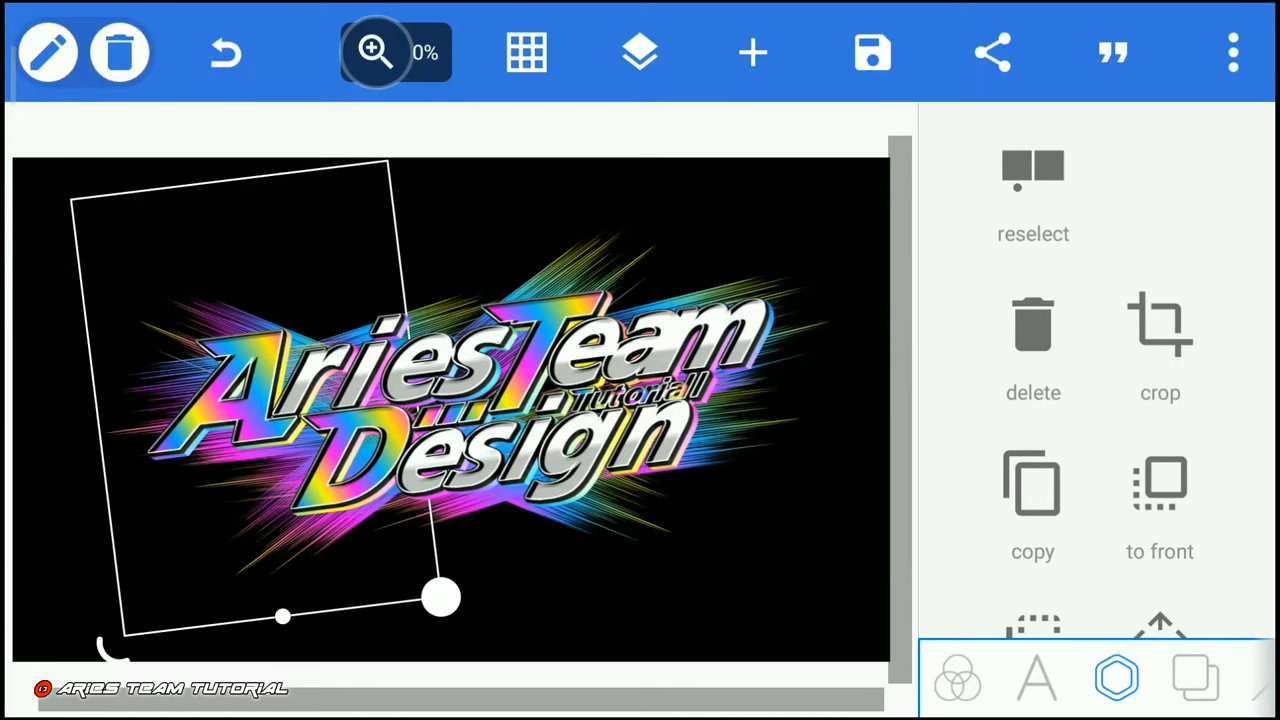 0%
reselect
delete
crop
copy
to front
AriesTeam
Tutorial
Design
ARIES TEAM TUTORIAL